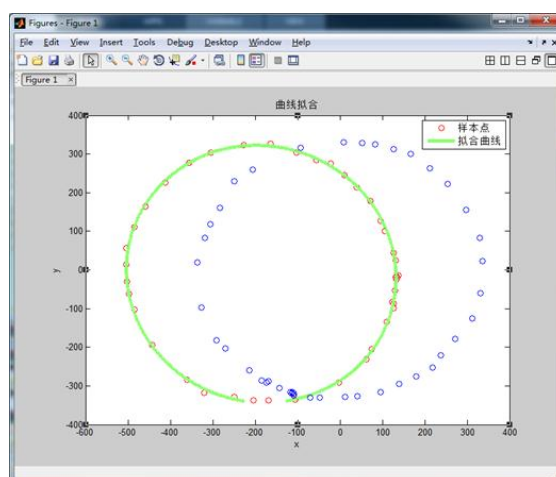 Figures - Figure 1
File Edit View Insert Tools Debug Desktop Window Help
Figure 1 ×
曲线拟合
样本点
拟合曲线
400
300
200
100
0
-100
-200
-300
-400
y
-600 -500 -400 -300 -200 -100 0 100 200 300 400
x